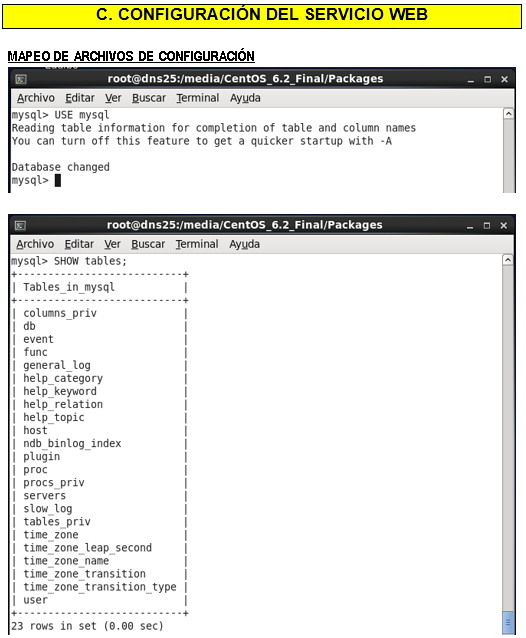 C. CONFIGURACIÓN DEL SERVICIO WEB
MAPEO DE ARCHIVOS DE CONFIGURACIÓN
root@dns25:/media/CentOS_6.2_Final/Packages
Archivo Editar Ver Buscar Terminal Ayuda
mysql> USE mysql
Reading table information for completion of table and column names
You can turn off this feature to get a quicker startup with -A
Database changed
mysql>
root@dns25:/media/CentOS_6.2_Final/Packages
Archivo Editar Ver Buscar Terminal Ayuda
mysql> SHOW tables;
+---------------------------+
| Tables_in_mysql           |
+---------------------------+
| columns_priv              |
| db                        |
| event                     |
| func                      |
| general_log               |
| help_category             |
| help_keyword              |
| help_relation             |
| help_topic                |
| host                      |
| ndb_binlog_index          |
| plugin                    |
| proc                      |
| procs_priv                |
| servers                   |
| slow_log                  |
| tables_priv               |
| time_zone                 |
| time_zone_leap_second     |
| time_zone_name            |
| time_zone_transition      |
| time_zone_transition_type |
| user                      |
+---------------------------+
23 rows in set (0.00 sec)